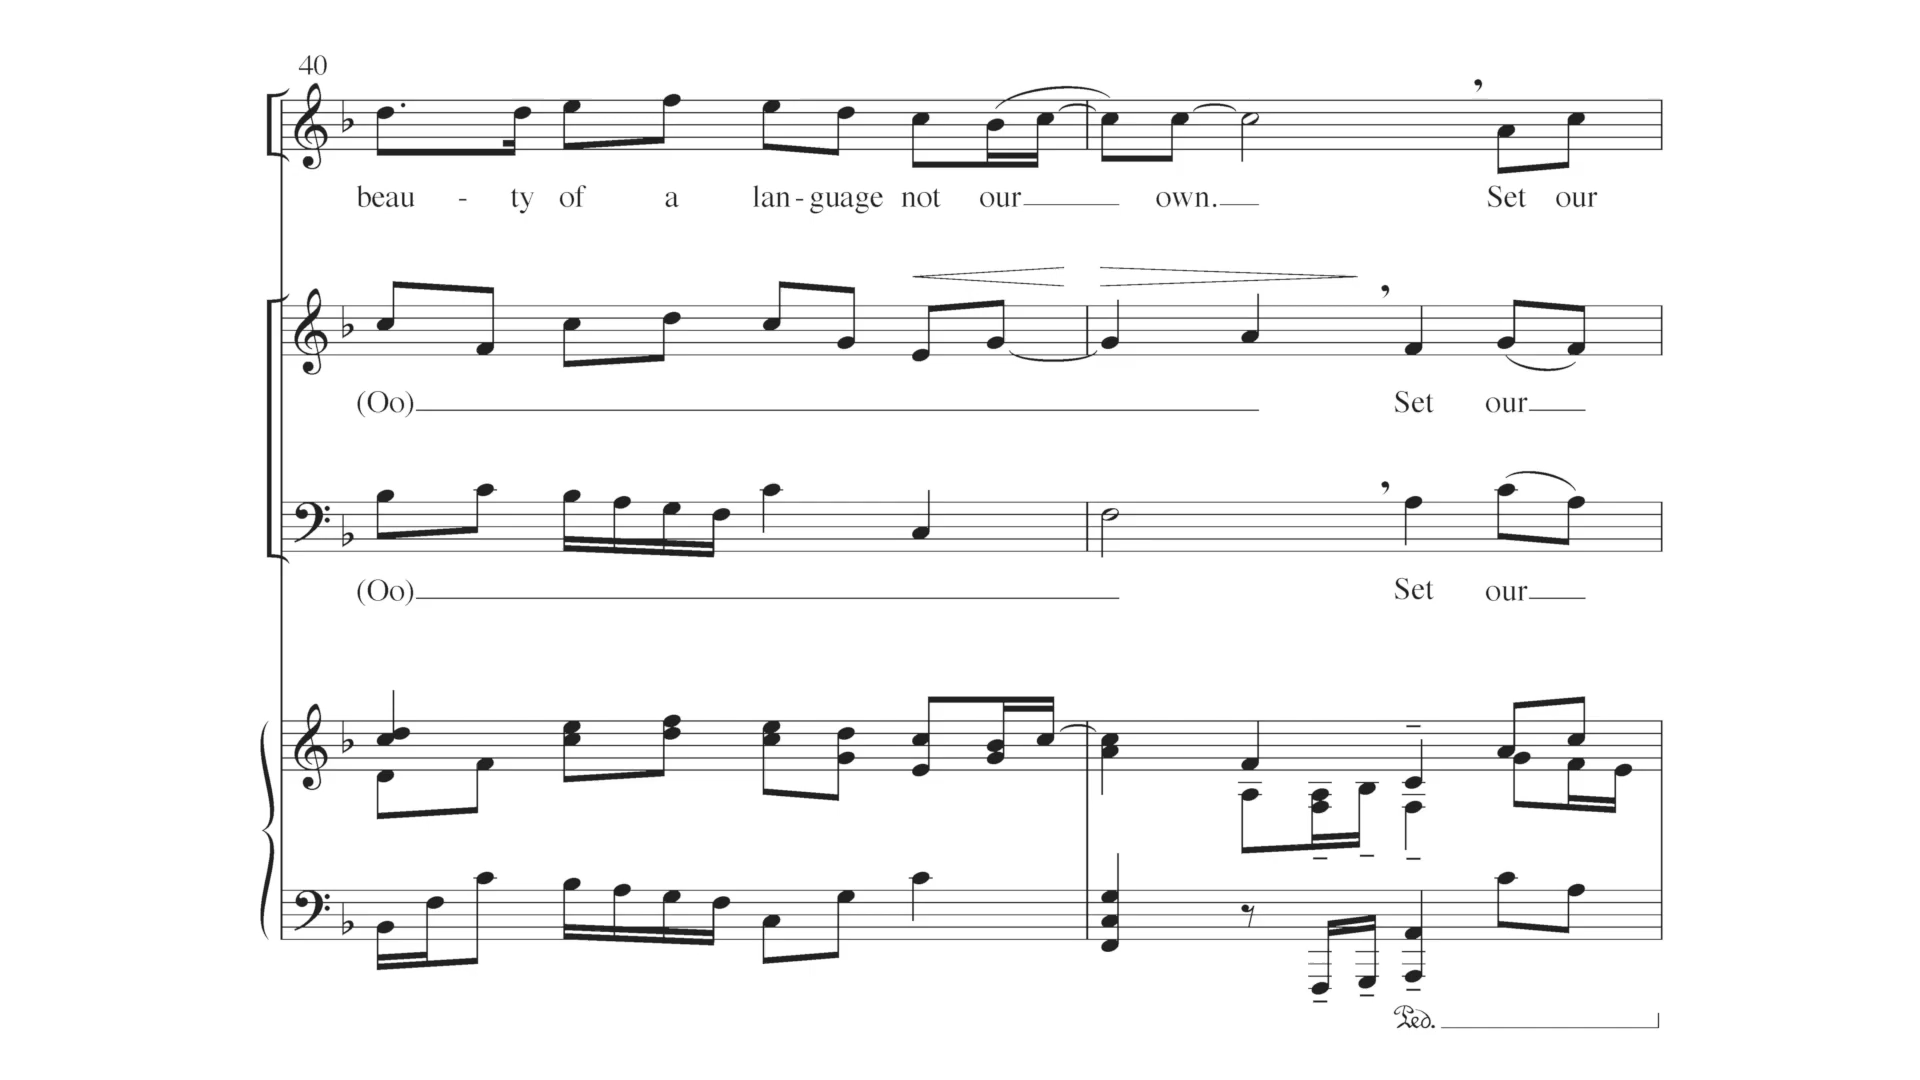 40
beau - ty of a lan - guage not our own. Set our
(Oo) Set our
(Oo) Set our
Ped.